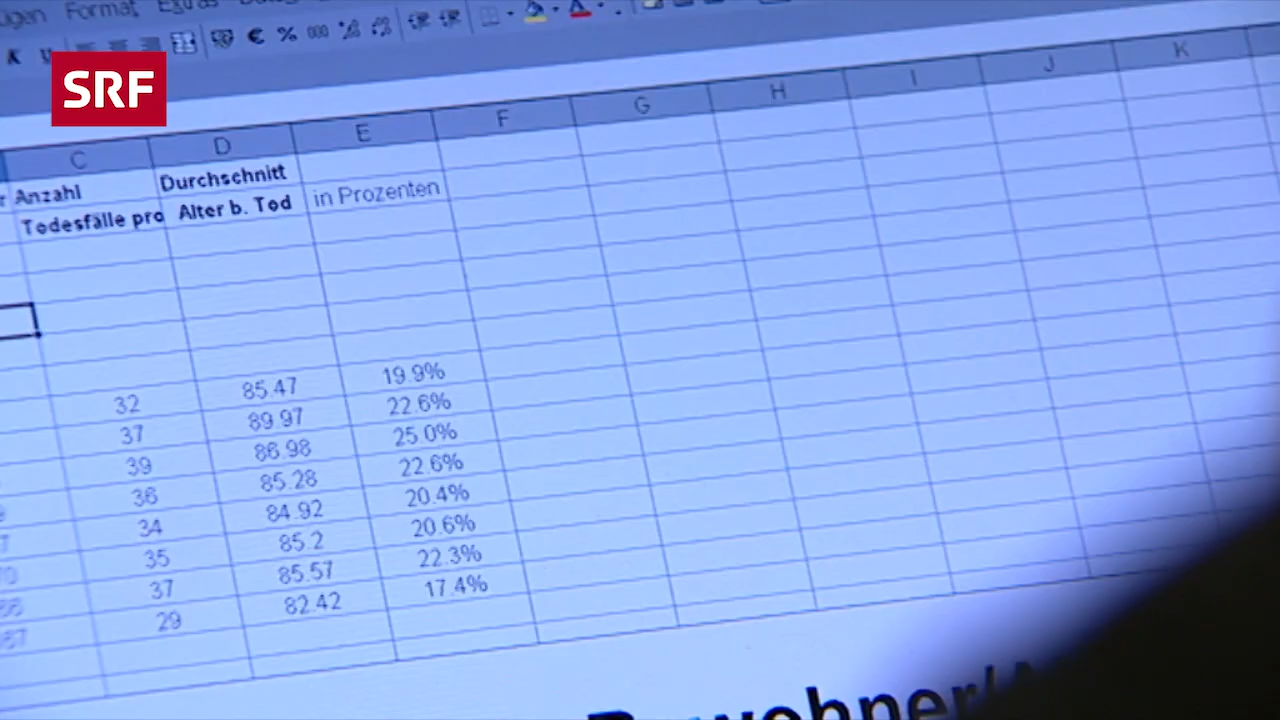 Format Extras
€ % 000
SRF
C D E F G H I J K
Anzahl Durchschnitt
Todesfälle pro Alter b. Tod in Prozenten
32 85.47 19.9%
37 89.97 22.6%
39 86.98 25.0%
36 85.28 22.6%
34 84.92 20.4%
35 85.2 20.6%
37 85.57 22.3%
29 82.42 17.4%